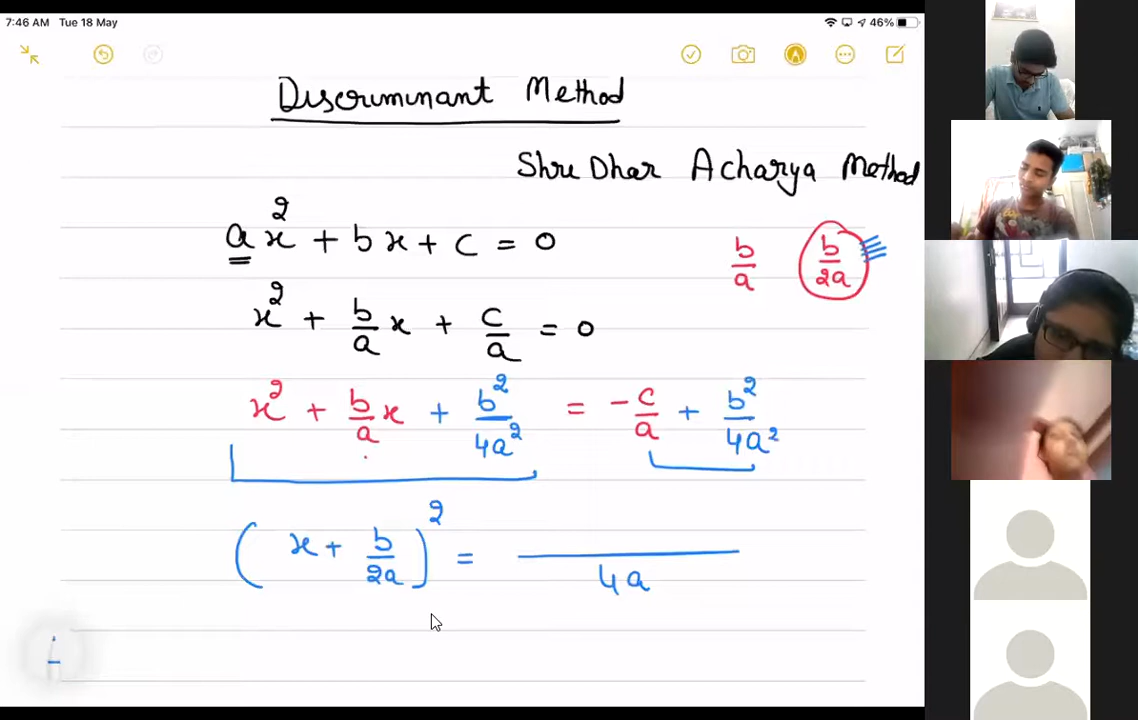 7:46 AM Tue 18 May 46%
Discriminant Method
Shre Dhar Acharya Method
ax² + bx + c = 0
b/a b/2a
x² + b/a x + c/a = 0
x² + b/a x + b²/4a² = -c/a + b²/4a²
(x + b/2a)² = /4a